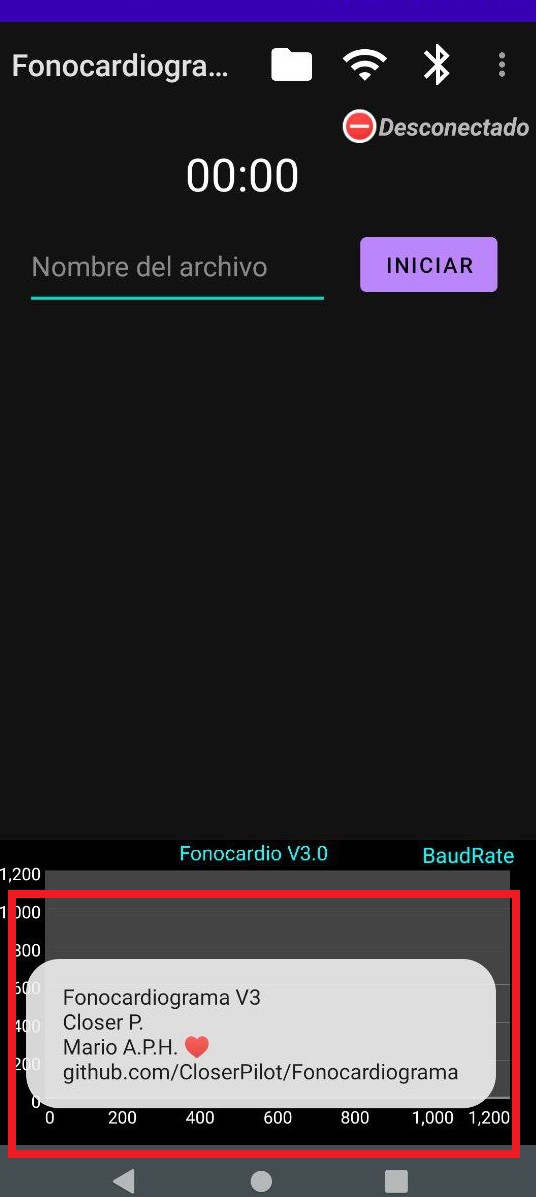 Fonocardiogra...
Desconectado
00:00
Nombre del archivo
INICIAR
Fonocardio V3.0
BaudRate
1,200
1,000
800
600
400
200
0
Fonocardiograma V3
Closer P.
Mario A.P.H. ❤️
github.com/CloserPilot/Fonocardiograma
0 200 400 600 800 1,000 1,200